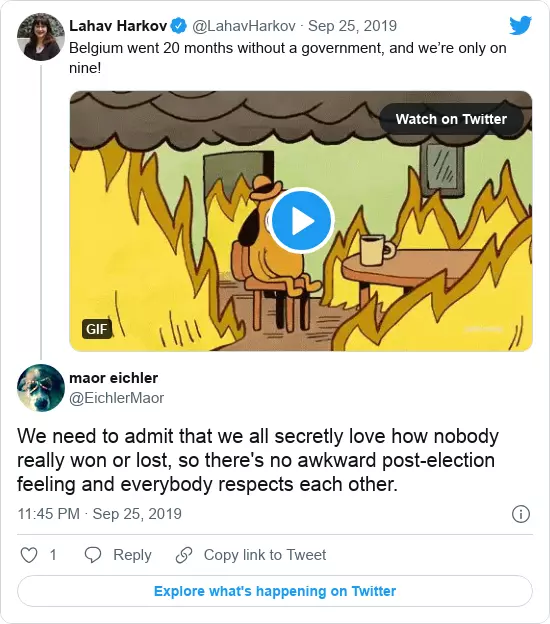 Lahav Harkov @LahavHarkov · Sep 25, 2019
Belgium went 20 months without a government, and we’re only on
nine!
Watch on Twitter
GIF
maor eichler
@EichlerMaor
We need to admit that we all secretly love how nobody
really won or lost, so there's no awkward post-election
feeling and everybody respects each other.
11:45 PM · Sep 25, 2019
1 Reply Copy link to Tweet
Explore what's happening on Twitter